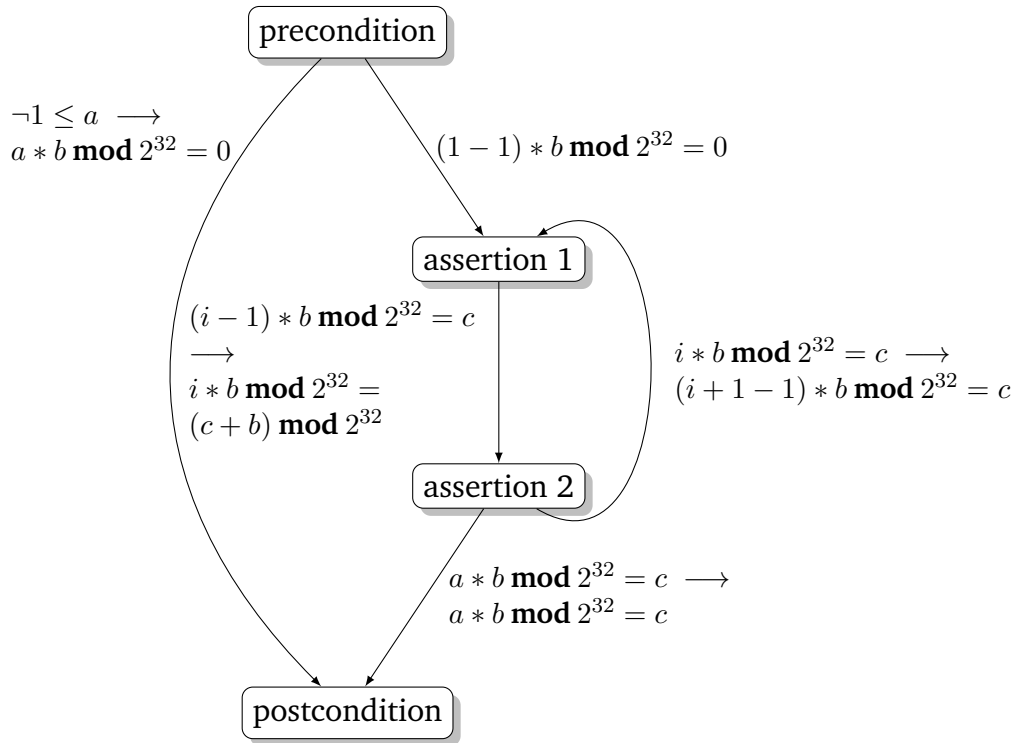 precondition
¬1 ≤ a ⟶
a ∗ b mod 2^32 = 0
(1 − 1) ∗ b mod 2^32 = 0
assertion 1
(i − 1) ∗ b mod 2^32 = c
⟶
i ∗ b mod 2^32 =
(c + b) mod 2^32
i ∗ b mod 2^32 = c ⟶
(i + 1 − 1) ∗ b mod 2^32 = c
assertion 2
a ∗ b mod 2^32 = c ⟶
a ∗ b mod 2^32 = c
postcondition